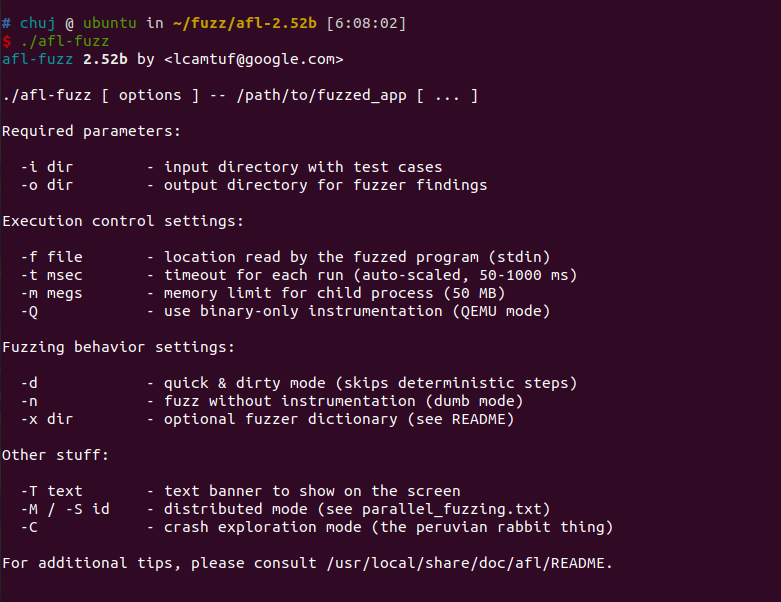 # chuj @ ubuntu in ~/fuzz/afl-2.52b [6:08:02]
$ ./afl-fuzz
afl-fuzz 2.52b by <lcamtuf@google.com>
./afl-fuzz [ options ] -- /path/to/fuzzed_app [ ... ]
Required parameters:
-i dir        - input directory with test cases
-o dir        - output directory for fuzzer findings
Execution control settings:
-f file       - location read by the fuzzed program (stdin)
-t msec       - timeout for each run (auto-scaled, 50-1000 ms)
-m megs       - memory limit for child process (50 MB)
-Q            - use binary-only instrumentation (QEMU mode)
Fuzzing behavior settings:
-d            - quick & dirty mode (skips deterministic steps)
-n            - fuzz without instrumentation (dumb mode)
-x dir        - optional fuzzer dictionary (see README)
Other stuff:
-T text       - text banner to show on the screen
-M / -S id    - distributed mode (see parallel_fuzzing.txt)
-C            - crash exploration mode (the peruvian rabbit thing)
For additional tips, please consult /usr/local/share/doc/afl/README.